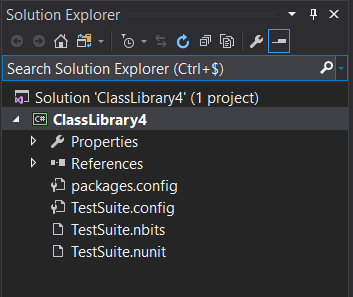 Solution Explorer
Search Solution Explorer (Ctrl+$)
Solution 'ClassLibrary4' (1 project)
C# ClassLibrary4
Properties
References
packages.config
TestSuite.config
TestSuite.nbits
TestSuite.nunit